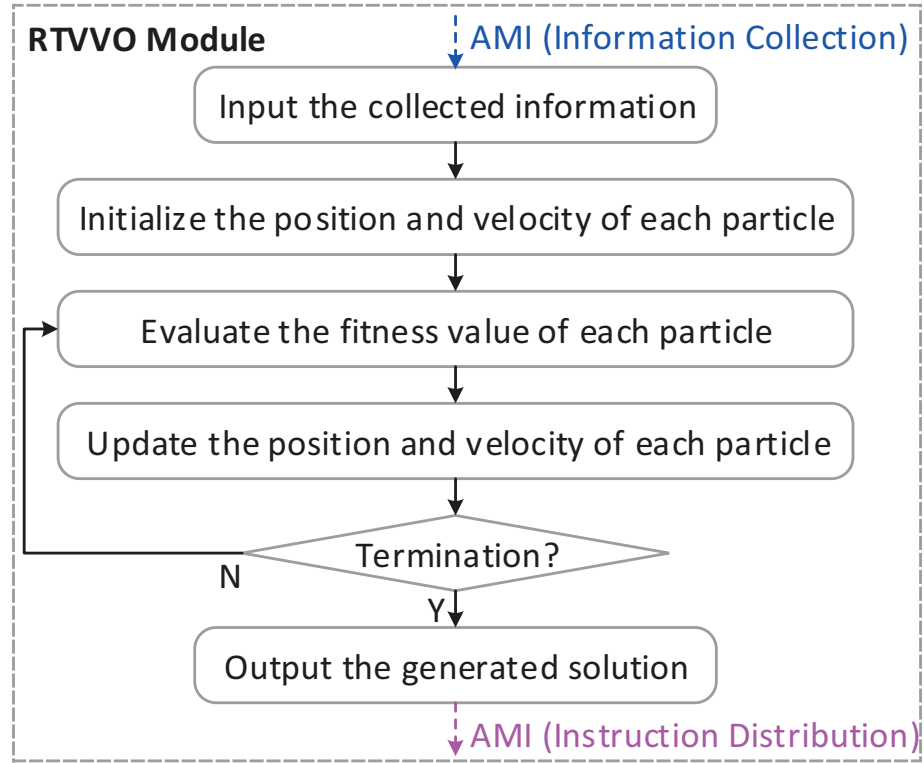 RTVVO Module
AMI (Information Collection)
Input the collected information
Initialize the position and velocity of each particle
Evaluate the fitness value of each particle
Update the position and velocity of each particle
Termination?
N
Y
Output the generated solution
AMI (Instruction Distribution)